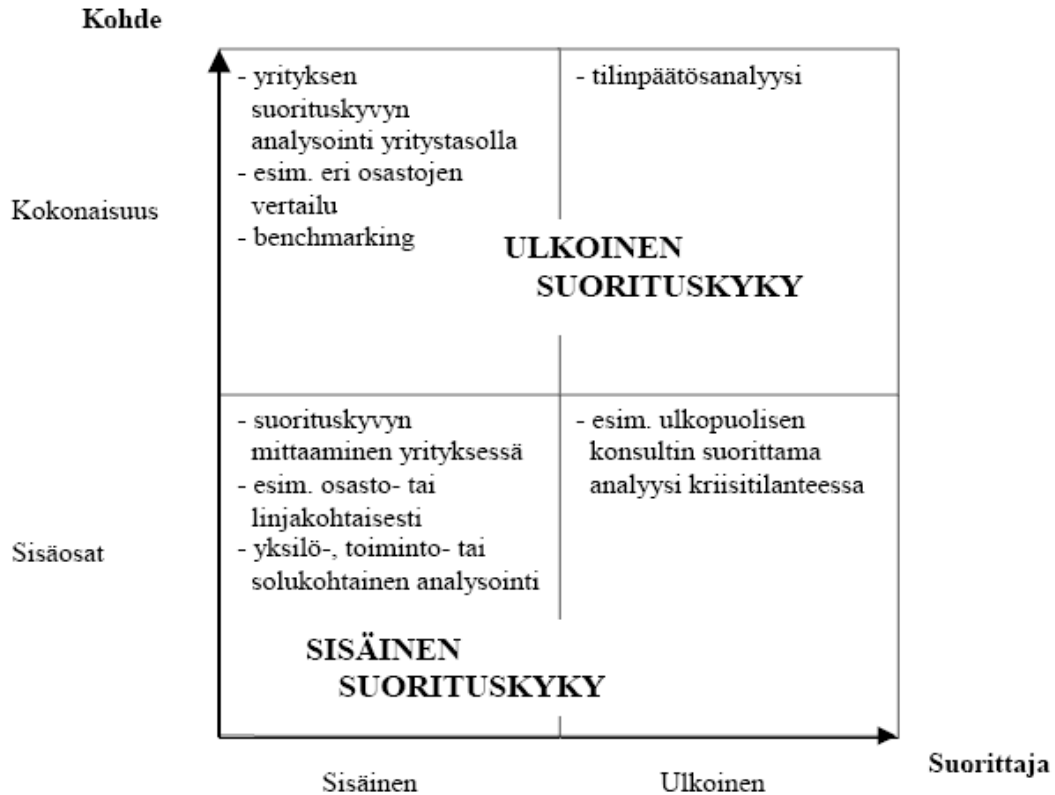 Kohde
- yrityksen
suorituskyvyn
analysointi yritystasolla
- esim. eri osastojen
vertailu
- benchmarking
- tilinpäätösanalyysi
Kokonaisuus
ULKOINEN
SUORITUSKYKY
- suorituskyvyn
mittaaminen yrityksessä
- esim. osasto- tai
linjakohtaisesti
- yksilö-, toiminto- tai
solukohtainen analysointi
- esim. ulkopuolisen
konsultin suorittama
analyysi kriisitilanteessa
Sisäosat
SISÄINEN
SUORITUSKYKY
Suorittaja
Sisäinen
Ulkoinen